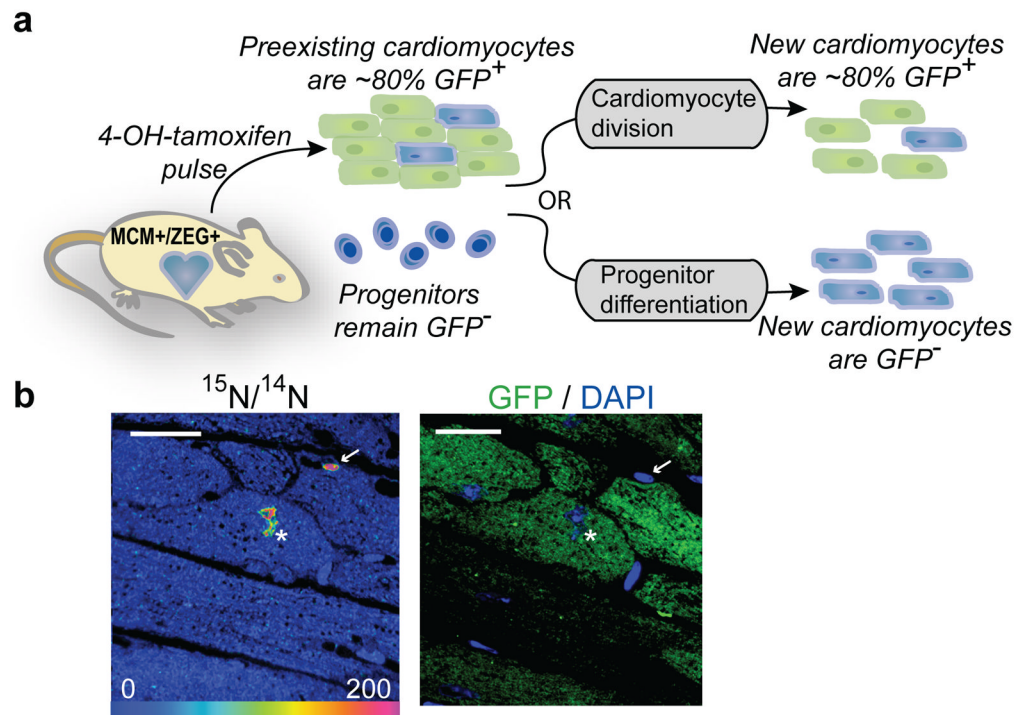 a
Preexisting cardiomyocytes
are ~80% GFP+
New cardiomyocytes
are ~80% GFP+
4-OH-tamoxifen
pulse
Cardiomyocyte
division
MCM+/ZEG+
OR
Progenitors
remain GFP-
Progenitor
differentiation
New cardiomyocytes
are GFP-
b
15N/14N
GFP / DAPI
*
*
0
200